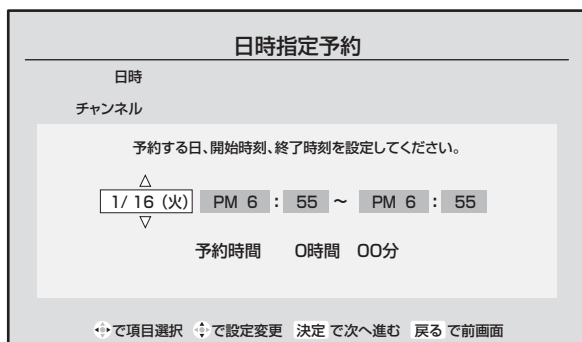 日時指定予約
日時
チャンネル
予約する日、開始時刻、終了時刻を設定してください。
1/ 16 (火) PM 6 : 55 ~ PM 6 : 55
予約時間 0時間 00分
で項目選択 で設定変更 決定 で次へ進む 戻る で前画面